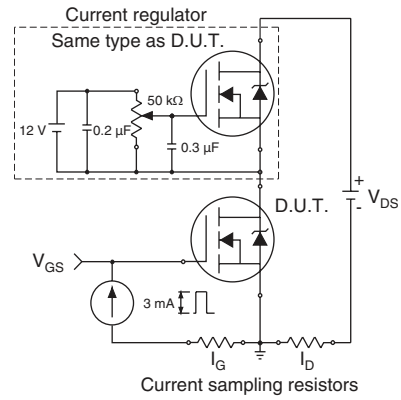 Current regulator
Same type as D.U.T.
50 kΩ
12 V
0.2 µF
0.3 µF
+
-
V_DS
D.U.T.
V_GS
3 mA
I_G
I_D
Current sampling resistors